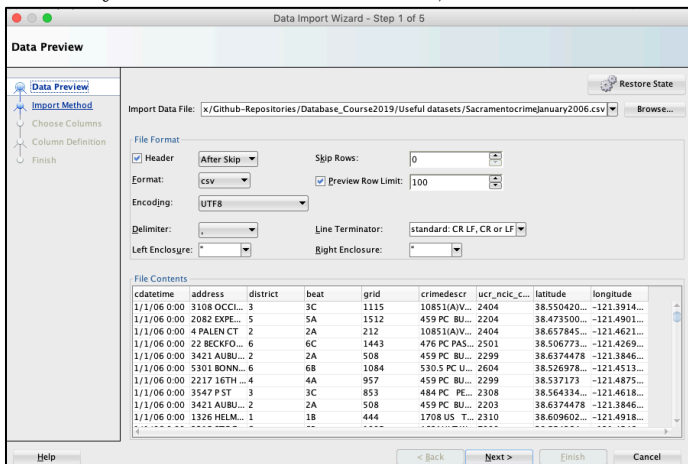 Data Import Wizard - Step 1 of 5
Data Preview
Data Preview
Import Method
Choose Columns
Column Definition
Finish
Restore State
Import Data File: x/Github-Repositories/Database_Course2019/Useful datasets/SacramentocrimeJanuary2006.csv Browse...
File Format
Header After Skip Skip Rows: 0
Format: csv Preview Row Limit: 100
Encoding: UTF8
Delimiter: , Line Terminator: standard: CR LF, CR or LF
Left Enclosure: " Right Enclosure: "
File Contents
cdatetime address district beat grid crimedescr ucr_ncic_c... latitude longitude
1/1/06 0:00 3108 OCCI... 3 3C 1115 10851(A)V... 2404 38.550420... -121.3914...
1/1/06 0:00 2082 EXPE... 5 5A 1512 459 PC BU... 2204 38.473500... -121.4901...
1/1/06 0:00 4 PALEN CT 2 2A 212 10851(A)V... 2404 38.657845... -121.4621...
1/1/06 0:00 22 BECKFO... 6 6C 1443 476 PC PAS... 2501 38.506773... -121.4269...
1/1/06 0:00 3421 AUBU... 2 2A 508 459 PC BU... 2299 38.6374478 -121.3846...
1/1/06 0:00 5301 BONN... 6 6B 1084 530.5 PC U... 2604 38.526978... -121.4513...
1/1/06 0:00 2217 16TH ... 4 4A 957 459 PC BU... 2299 38.537173 -121.4875...
1/1/06 0:00 3547 P ST 3 3C 853 484 PC PE... 2308 38.564334... -121.4618...
1/1/06 0:00 3421 AUBU... 2 2A 508 459 PC BU... 2203 38.6374478 -121.3846...
1/1/06 0:00 1326 HELM... 1 1B 444 1708 US T... 2310 38.609602... -121.4918...
Help < Back Next > Finish Cancel